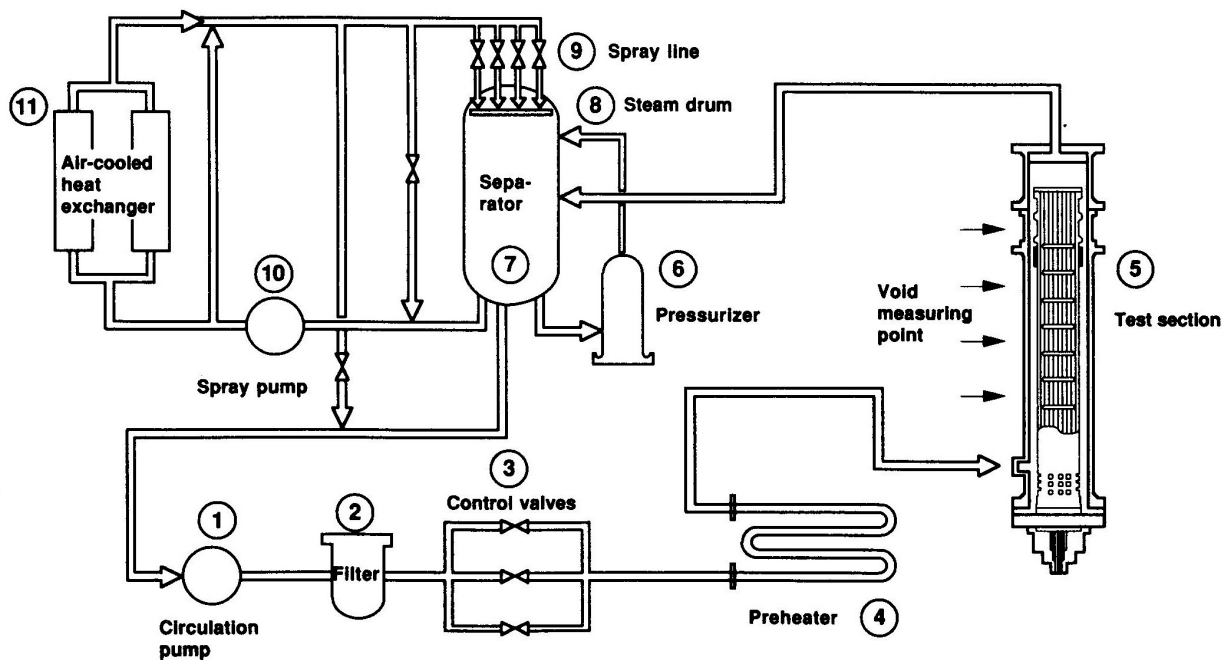 9
Spray line
8
Steam drum
11
Air-cooled
heat
exchanger
Sepa-
rator
7
10
Spray pump
6
Pressurizer
Void
measuring
point
5
Test section
3
Control valves
1
Circulation
pump
2
Filter
Preheater
4